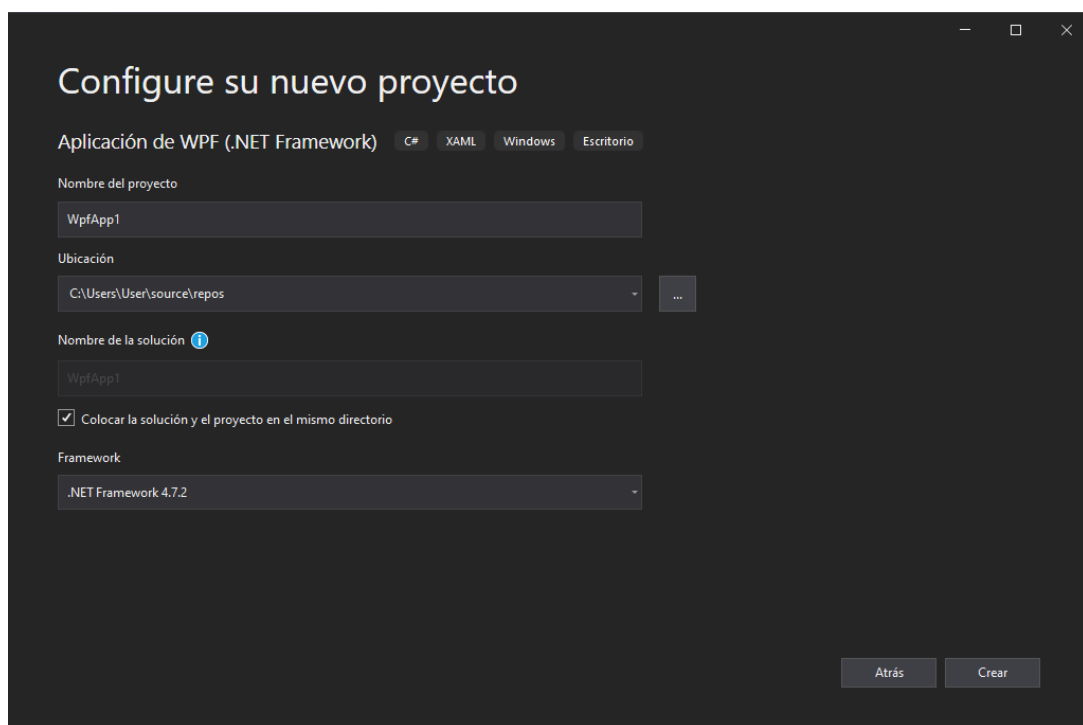 Configure su nuevo proyecto
Aplicación de WPF (.NET Framework) C# XAML Windows Escritorio
Nombre del proyecto
WpfApp1
Ubicación
C:\Users\User\source\repos
...
Nombre de la solución
WpfApp1
Colocar la solución y el proyecto en el mismo directorio
Framework
.NET Framework 4.7.2
Atrás Crear